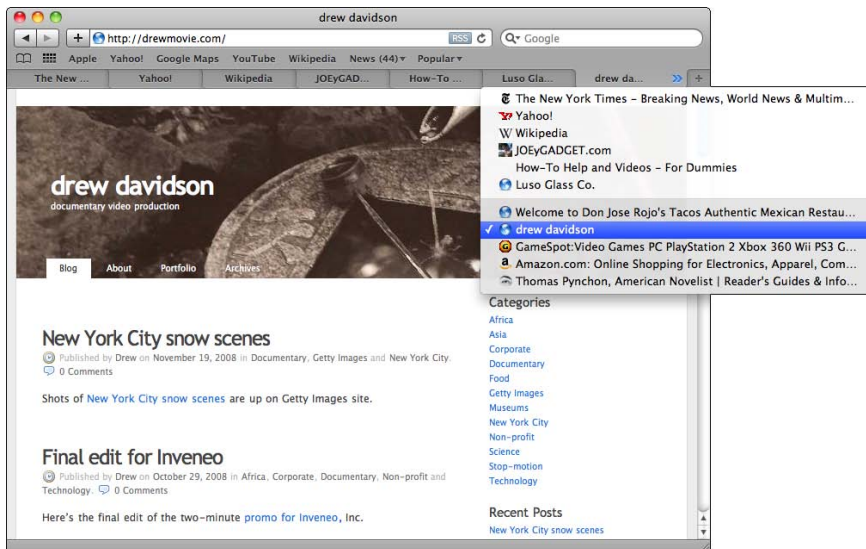 drew davidson
http://drewmovie.com/ RSS Google
Apple Yahoo! Google Maps YouTube Wikipedia News (44) Popular
The New ... Yahoo! Wikipedia JOEyGAD... How-To ... Luso Gla... drew da...
The New York Times – Breaking News, World News & Multim...
Yahoo!
Wikipedia
JOEyGADGET.com
How-To Help and Videos – For Dummies
Luso Glass Co.
Welcome to Don Jose Rojo's Tacos Authentic Mexican Restau...
drew davidson
GameSpot:Video Games PC PlayStation 2 Xbox 360 Wii PS3 G...
Amazon.com: Online Shopping for Electronics, Apparel, Com...
Thomas Pynchon, American Novelist | Reader's Guides & Info...
drew davidson
documentary video production
Blog About Portfolio Archives
New York City snow scenes
Published by Drew on November 19, 2008 in Documentary, Getty Images and New York City.
0 Comments
Shots of New York City snow scenes are up on Getty Images site.
Final edit for Inveneo
Published by Drew on October 29, 2008 in Africa, Corporate, Documentary, Non-profit and
Technology. 0 Comments
Here's the final edit of the two-minute promo for Inveneo, Inc.
Categories
Africa
Asia
Corporate
Documentary
Food
Getty Images
Museums
New York City
Non-profit
Science
Stop-motion
Technology
Recent Posts
New York City snow scenes